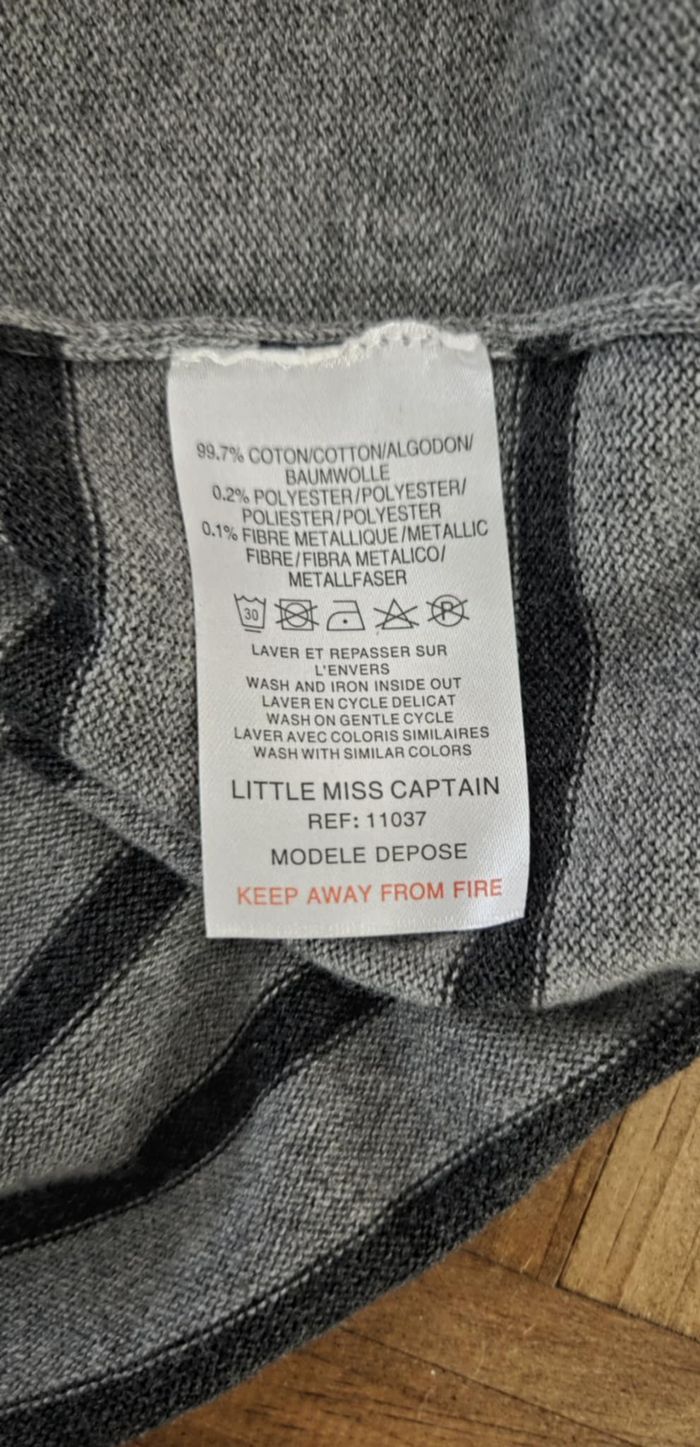 99.7% COTON/COTTON/ALGODON/
BAUMWOLLE
0.2% POLYESTER/POLYESTER/
POLIESTER/POLYESTER
0.1% FIBRE METALLIQUE/METALLIC
FIBRE/FIBRA METALICO/
METALLFASER
30 P
LAVER ET REPASSER SUR
L'ENVERS
WASH AND IRON INSIDE OUT
LAVER EN CYCLE DELICAT
WASH ON GENTLE CYCLE
LAVER AVEC COLORIS SIMILAIRES
WASH WITH SIMILAR COLORS
LITTLE MISS CAPTAIN
REF: 11037
MODELE DEPOSE
KEEP AWAY FROM FIRE